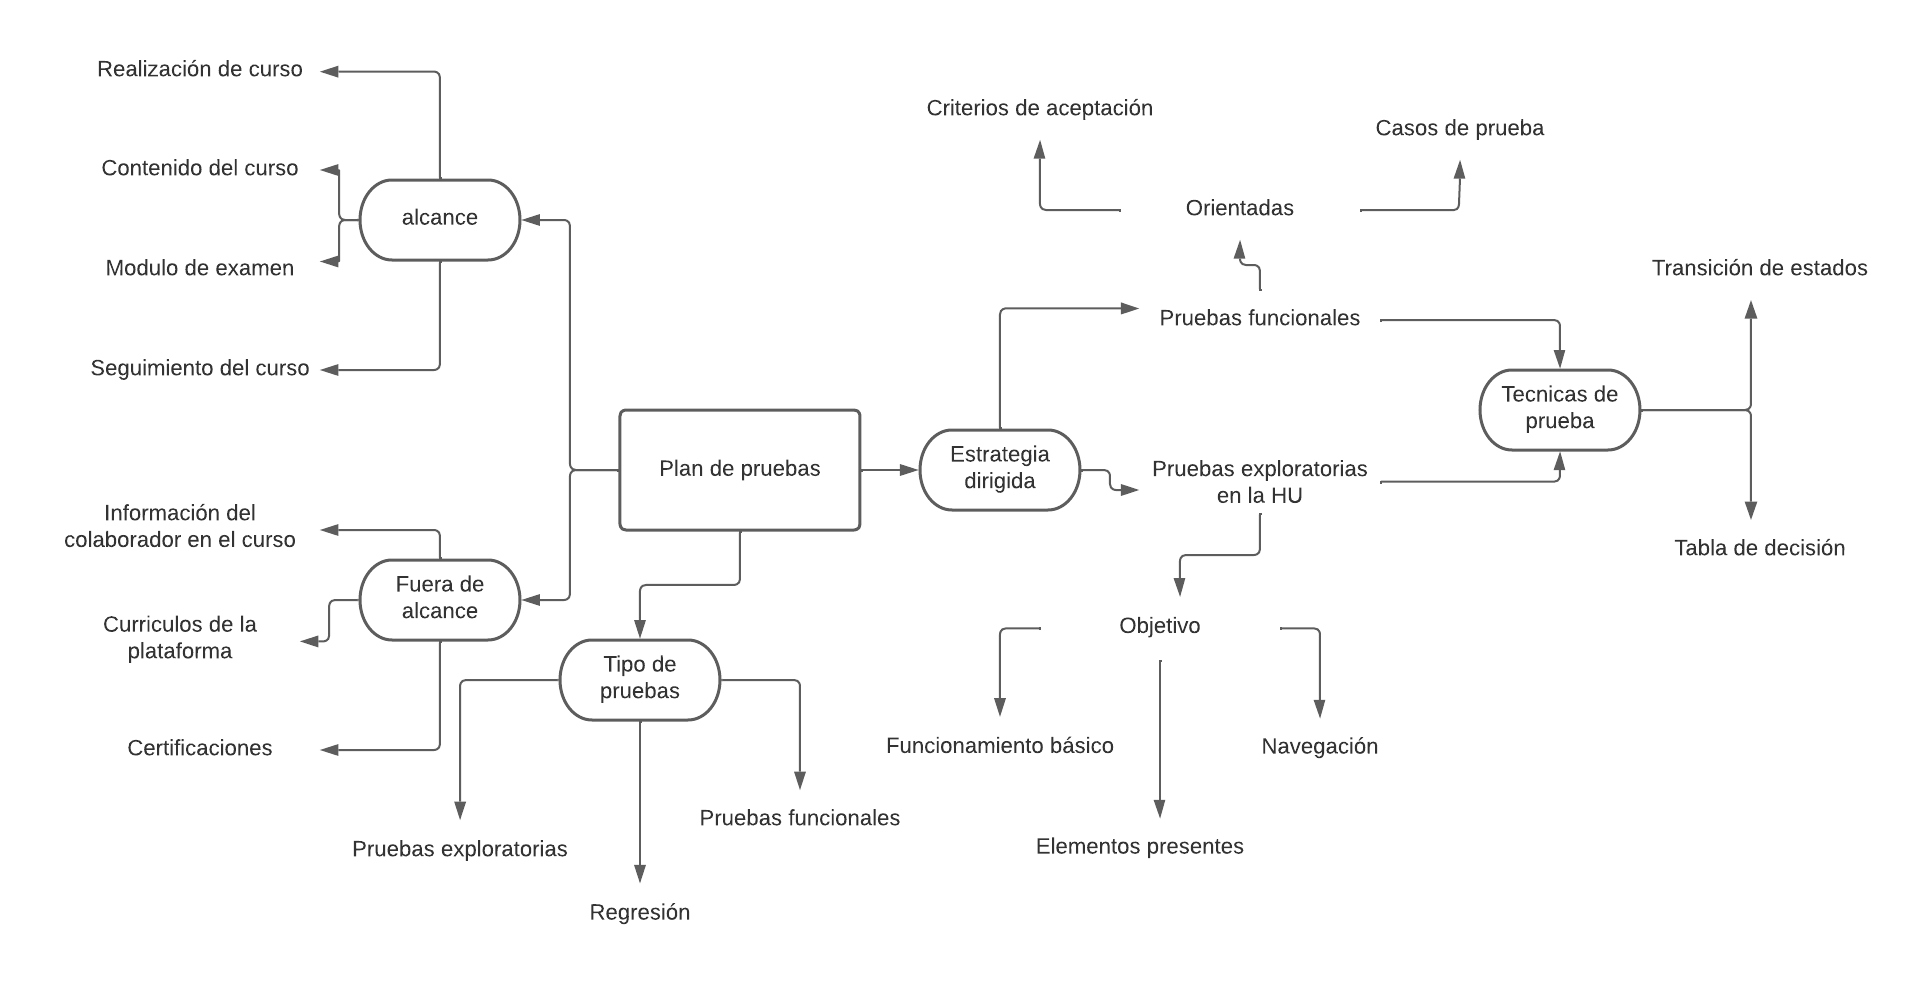 Realización de curso
Contenido del curso
alcance
Modulo de examen
Seguimiento del curso
Plan de pruebas
Información del
colaborador en el curso
Fuera de
alcance
Curriculos de la
plataforma
Certificaciones
Tipo de
pruebas
Pruebas exploratorias
Regresión
Pruebas funcionales
Estrategia
dirigida
Criterios de aceptación
Casos de prueba
Orientadas
Pruebas funcionales
Pruebas exploratorias
en la HU
Tecnicas de
prueba
Transición de estados
Tabla de decisión
Objetivo
Funcionamiento básico
Elementos presentes
Navegación